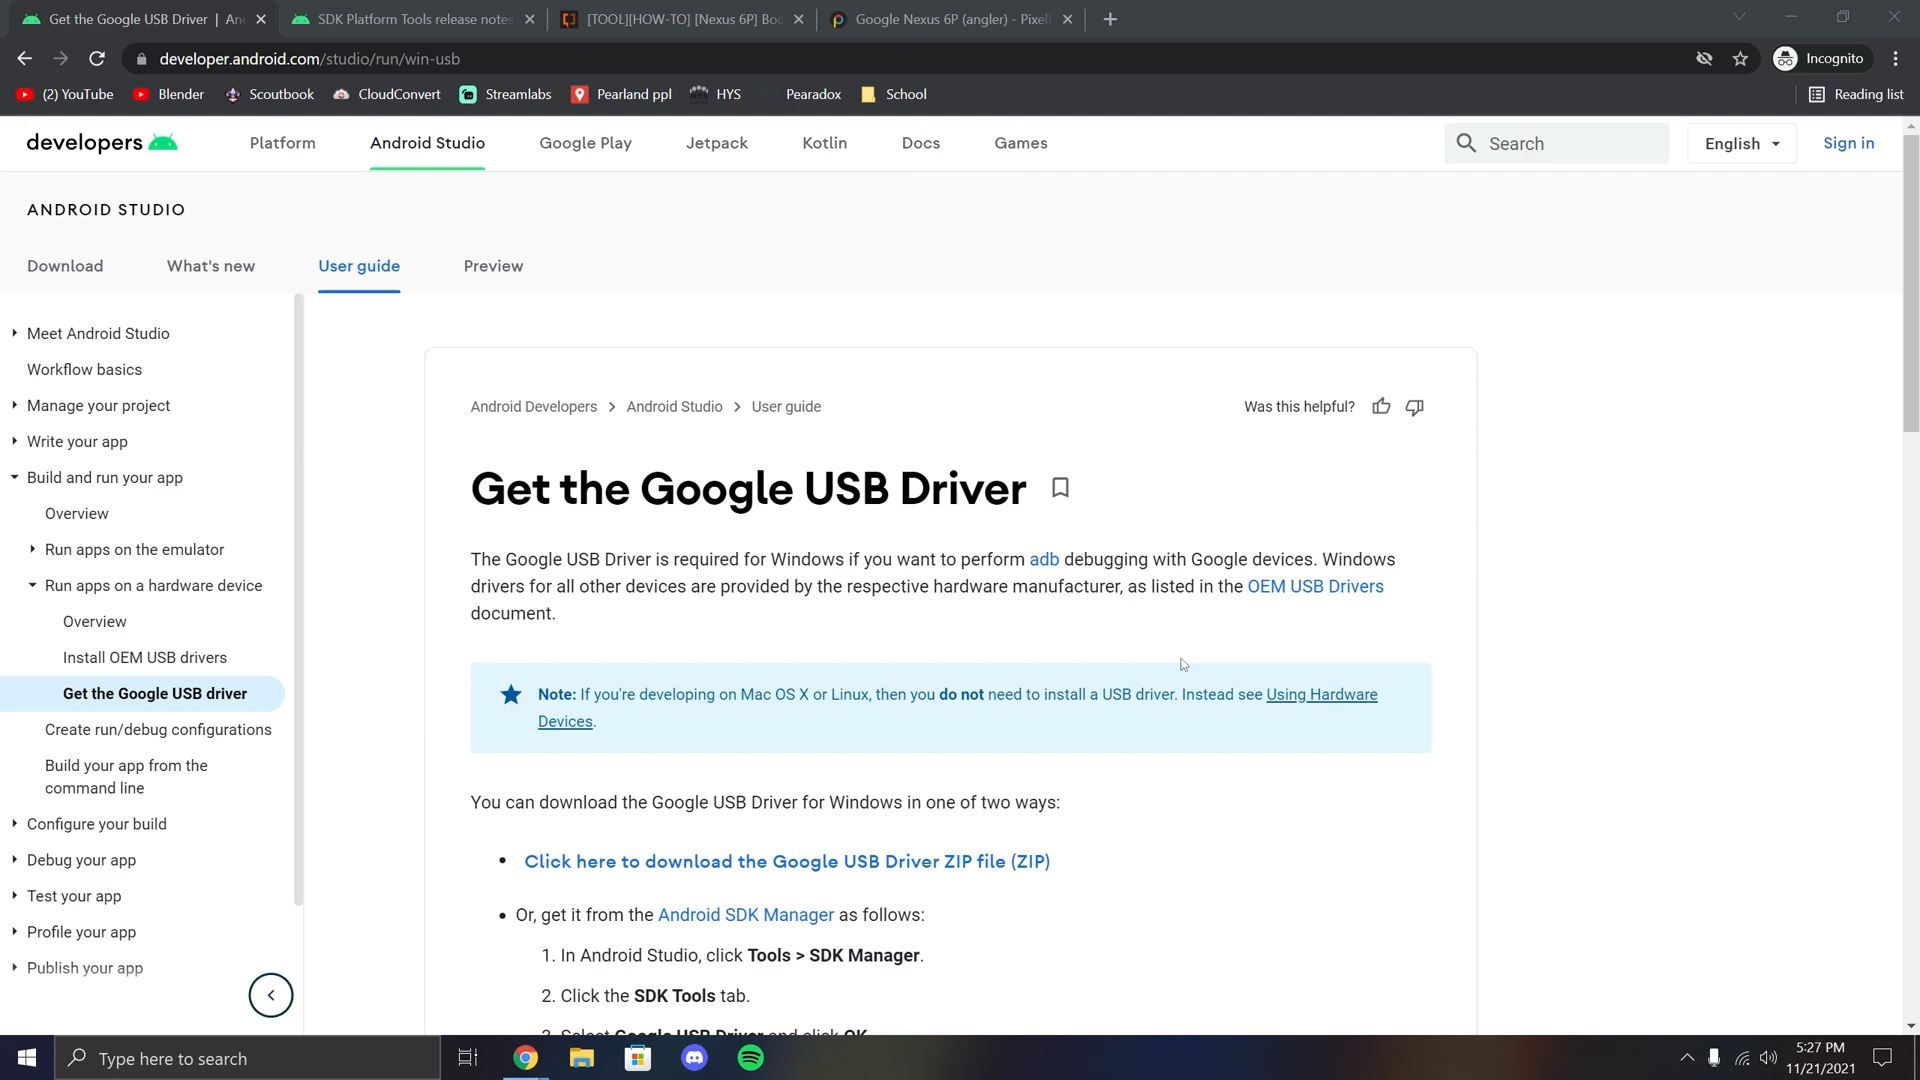 Get the Google USB Driver | An
SDK Platform Tools release notes
[TOOL][HOW-TO] [Nexus 6P] Boo
Google Nexus 6P (angler) - Pixel
developer.android.com/studio/run/win-usb
Incognito
(2) YouTube
Blender
Scoutbook
CloudConvert
Streamlabs
Pearland ppl
HYS
Pearadox
School
Reading list
developers
Platform
Android Studio
Google Play
Jetpack
Kotlin
Docs
Games
Search
English
Sign in
ANDROID STUDIO
Download
What's new
User guide
Preview
Meet Android Studio
Workflow basics
Manage your project
Write your app
Build and run your app
Overview
Run apps on the emulator
Run apps on a hardware device
Overview
Install OEM USB drivers
Get the Google USB driver
Create run/debug configurations
Build your app from the
command line
Configure your build
Debug your app
Test your app
Profile your app
Publish your app
Android Developers > Android Studio > User guide
Was this helpful?
Get the Google USB Driver
The Google USB Driver is required for Windows if you want to perform adb debugging with Google devices. Windows
drivers for all other devices are provided by the respective hardware manufacturer, as listed in the OEM USB Drivers
document.
Note: If you're developing on Mac OS X or Linux, then you do not need to install a USB driver. Instead see Using Hardware
Devices.
You can download the Google USB Driver for Windows in one of two ways:
• Click here to download the Google USB Driver ZIP file (ZIP)
• Or, get it from the Android SDK Manager as follows:
1. In Android Studio, click Tools > SDK Manager.
2. Click the SDK Tools tab.
3. Select Google USB Driver and click OK.
Type here to search
5:27 PM
11/21/2021